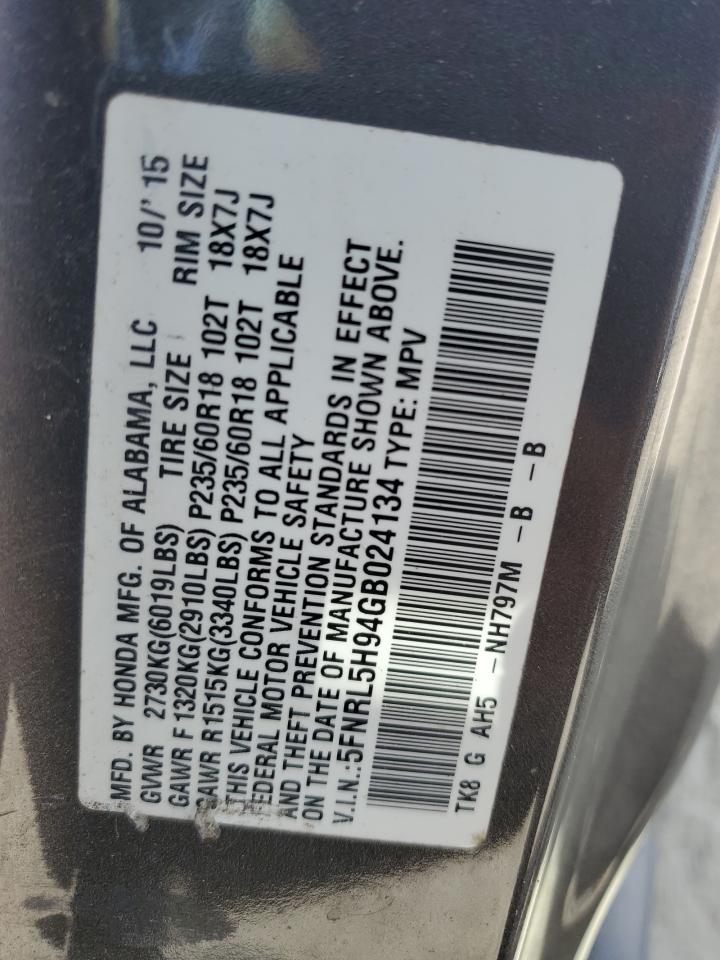 MFD. BY HONDA MFG. OF ALABAMA, LLC 10/' 15
GVWR 2730KG(6019LBS) TIRE SIZE RIM SIZE
GAWR F 1320KG(2910LBS) P235/60R18 102T 18X7J
GAWR R1515KG(3340LBS) P235/60R18 102T 18X7J
THIS VEHICLE CONFORMS TO ALL APPLICABLE
FEDERAL MOTOR VEHICLE SAFETY
AND THEFT PREVENTION STANDARDS IN EFFECT
ON THE DATE OF MANUFACTURE SHOWN ABOVE.
V.I.N.:5FNRL5H94GB024134 TYPE: MPV
TK8 G AH5 -NH797M -B -B